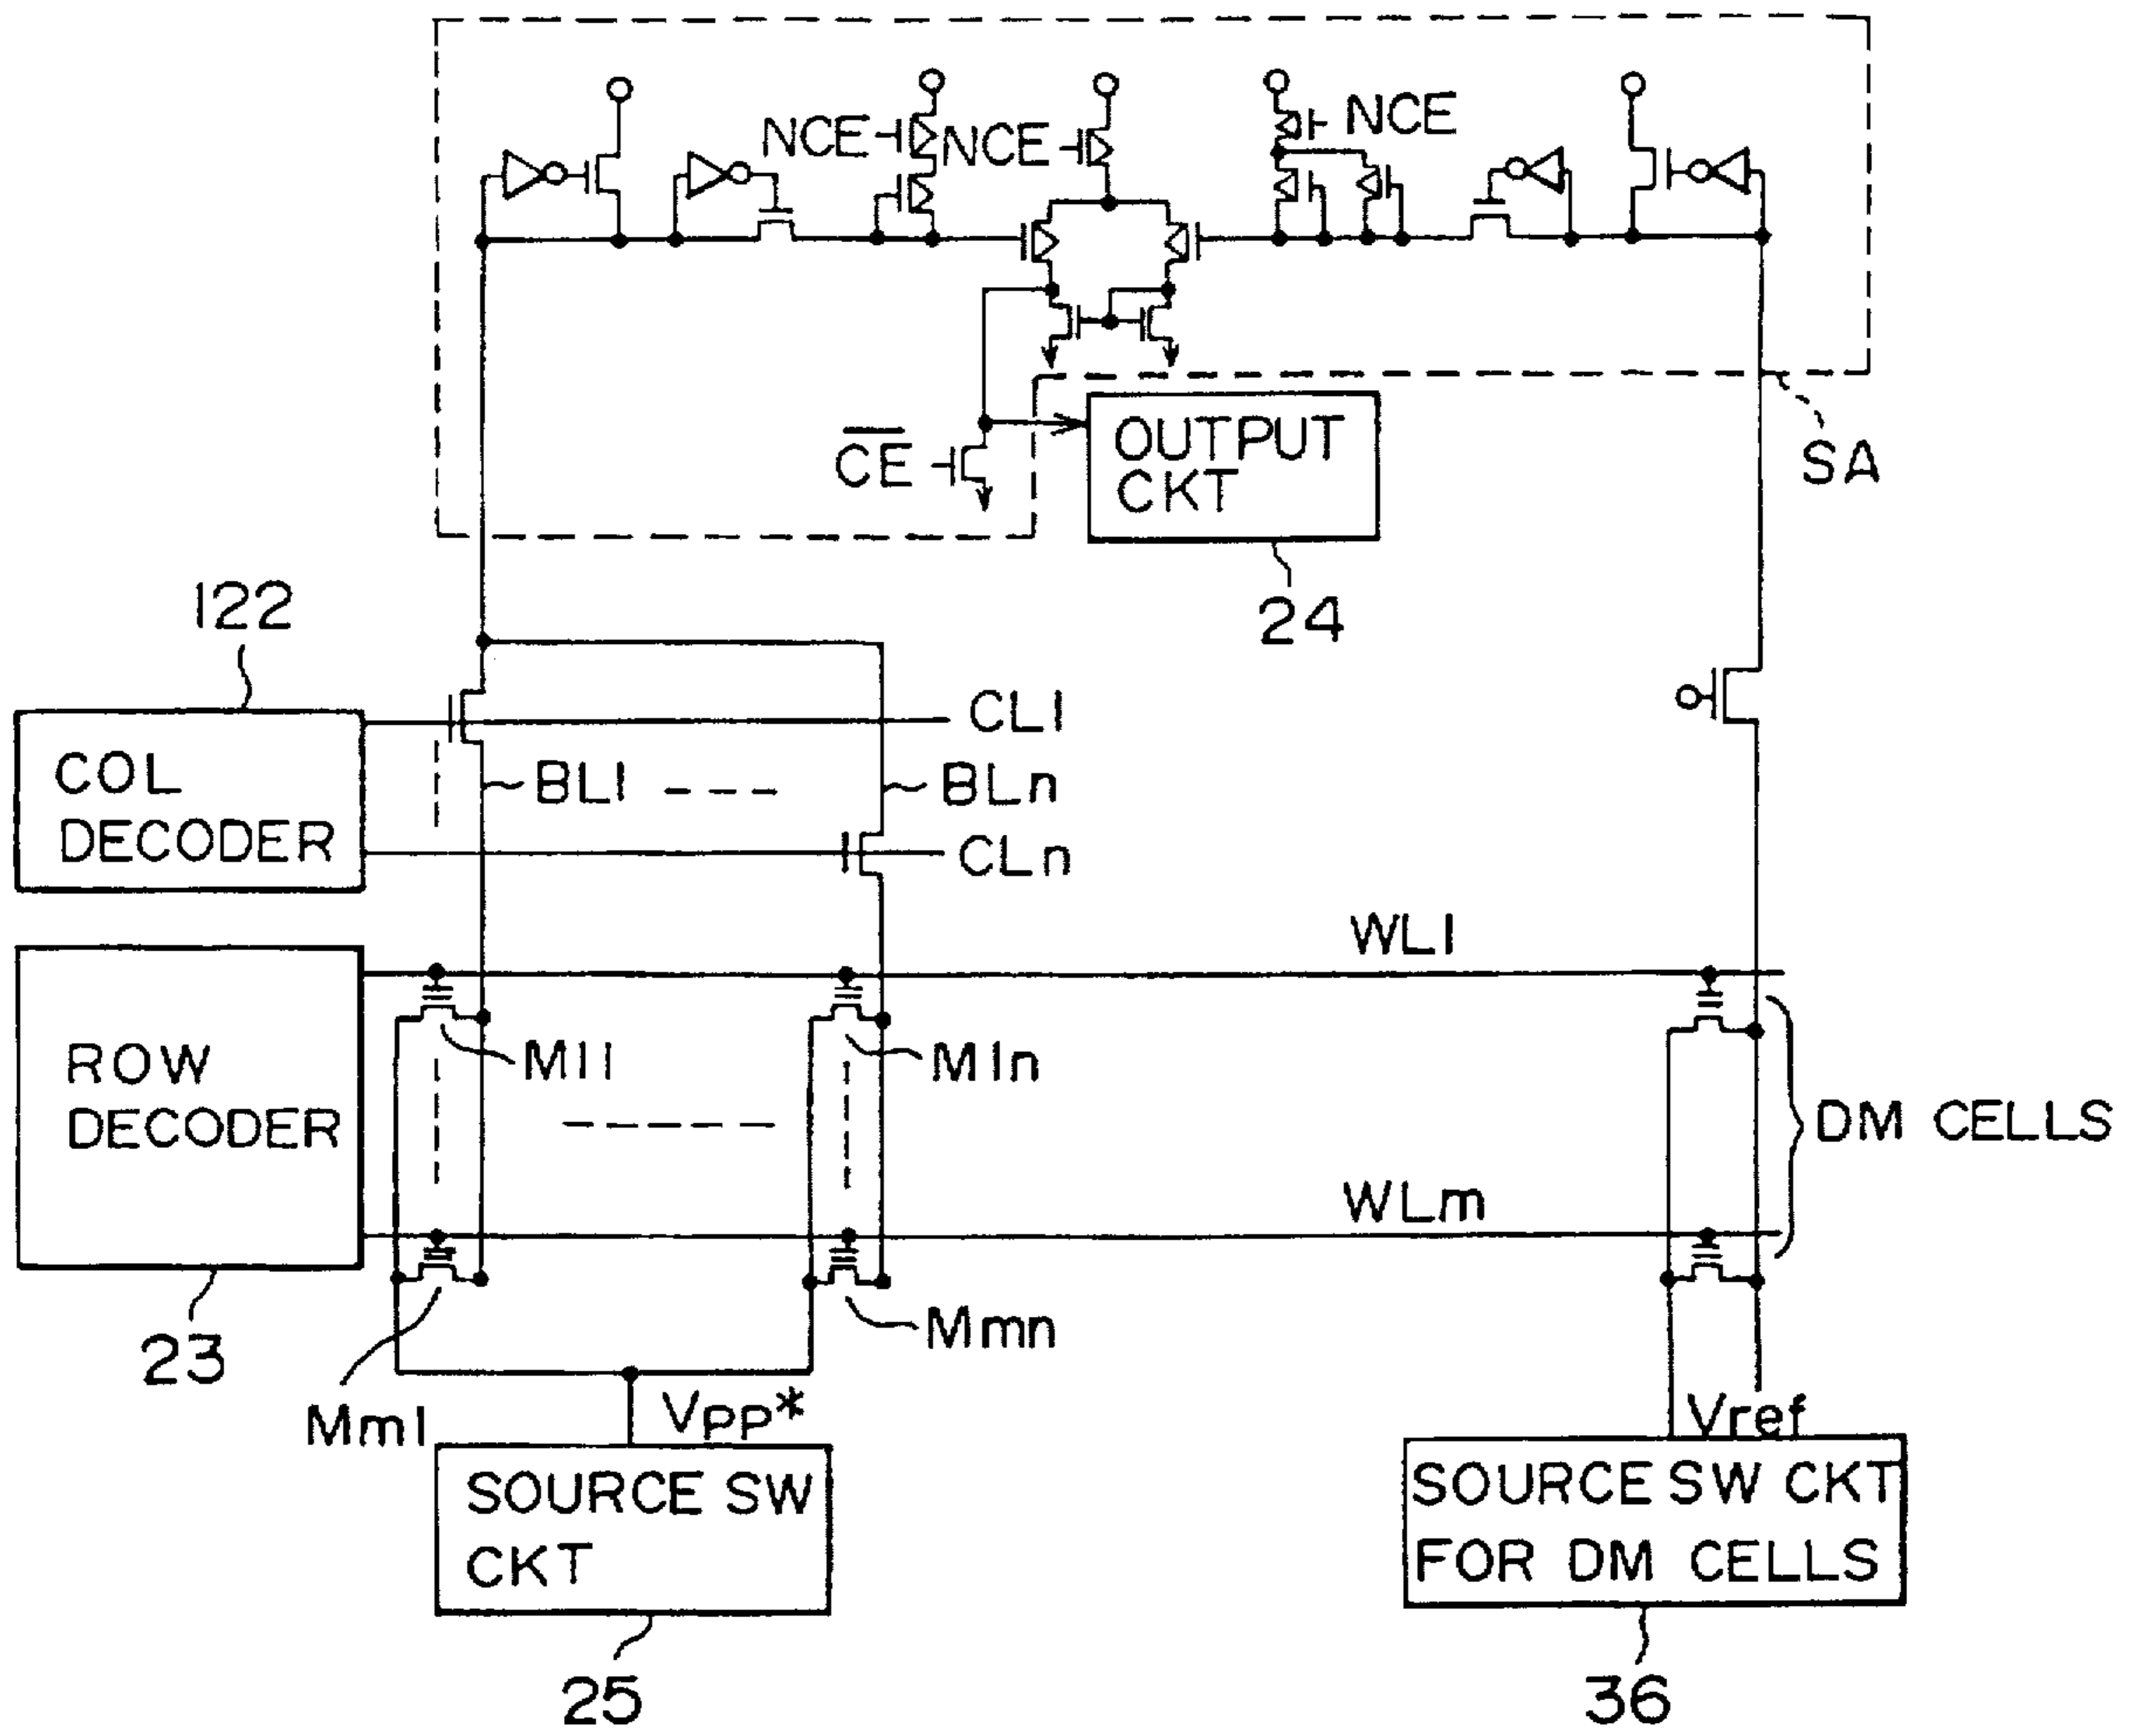 NCE
NCE
NCE
CE
OUTPUT
CKT
SA
24
122
COL
DECODER
CL1
BL1
BLn
CLn
WL1
ROW
DECODER
M11
M1n
DM CELLS
WLm
23
Mm1
Mmn
VPP*
Vref
SOURCE SW
CKT
SOURCE SW CKT
FOR DM CELLS
25
36